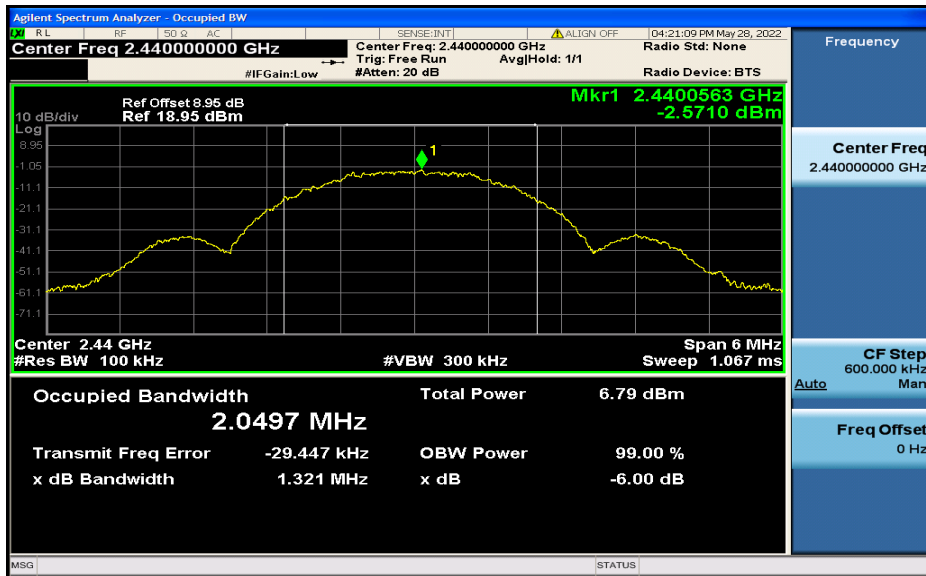 Agilent Spectrum Analyzer - Occupied BW
LXI RL RF 50 Ω AC SENSE:INT ALIGN OFF 04:21:09 PM May 28, 2022
Center Freq 2.440000000 GHz
Center Freq: 2.440000000 GHz Radio Std: None
Trig: Free Run Avg|Hold: 1/1
#IFGain:Low #Atten: 20 dB Radio Device: BTS
Frequency
Mkr1 2.4400563 GHz
-2.5710 dBm
Ref Offset 8.95 dB
10 dB/div Ref 18.95 dBm
Log
8.95
-1.05
-11.1
-21.1
-31.1
-41.1
-51.1
-61.1
-71.1
1
Center 2.44 GHz Span 6 MHz
#Res BW 100 kHz #VBW 300 kHz Sweep 1.067 ms
Occupied Bandwidth Total Power 6.79 dBm
2.0497 MHz
Transmit Freq Error -29.447 kHz OBW Power 99.00 %
x dB Bandwidth 1.321 MHz x dB -6.00 dB
Center Freq
2.440000000 GHz
CF Step
600.000 kHz
Auto Man
Freq Offset
0 Hz
MSG STATUS